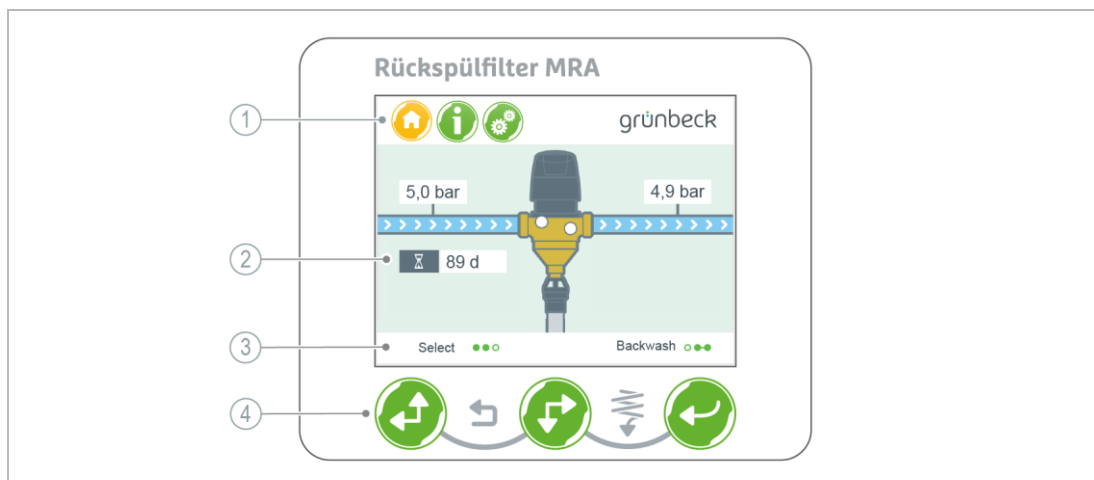 Rückspülfilter MRA
1
grünbeck
5,0 bar
4,9 bar
2
89 d
3
Select
Backwash
4